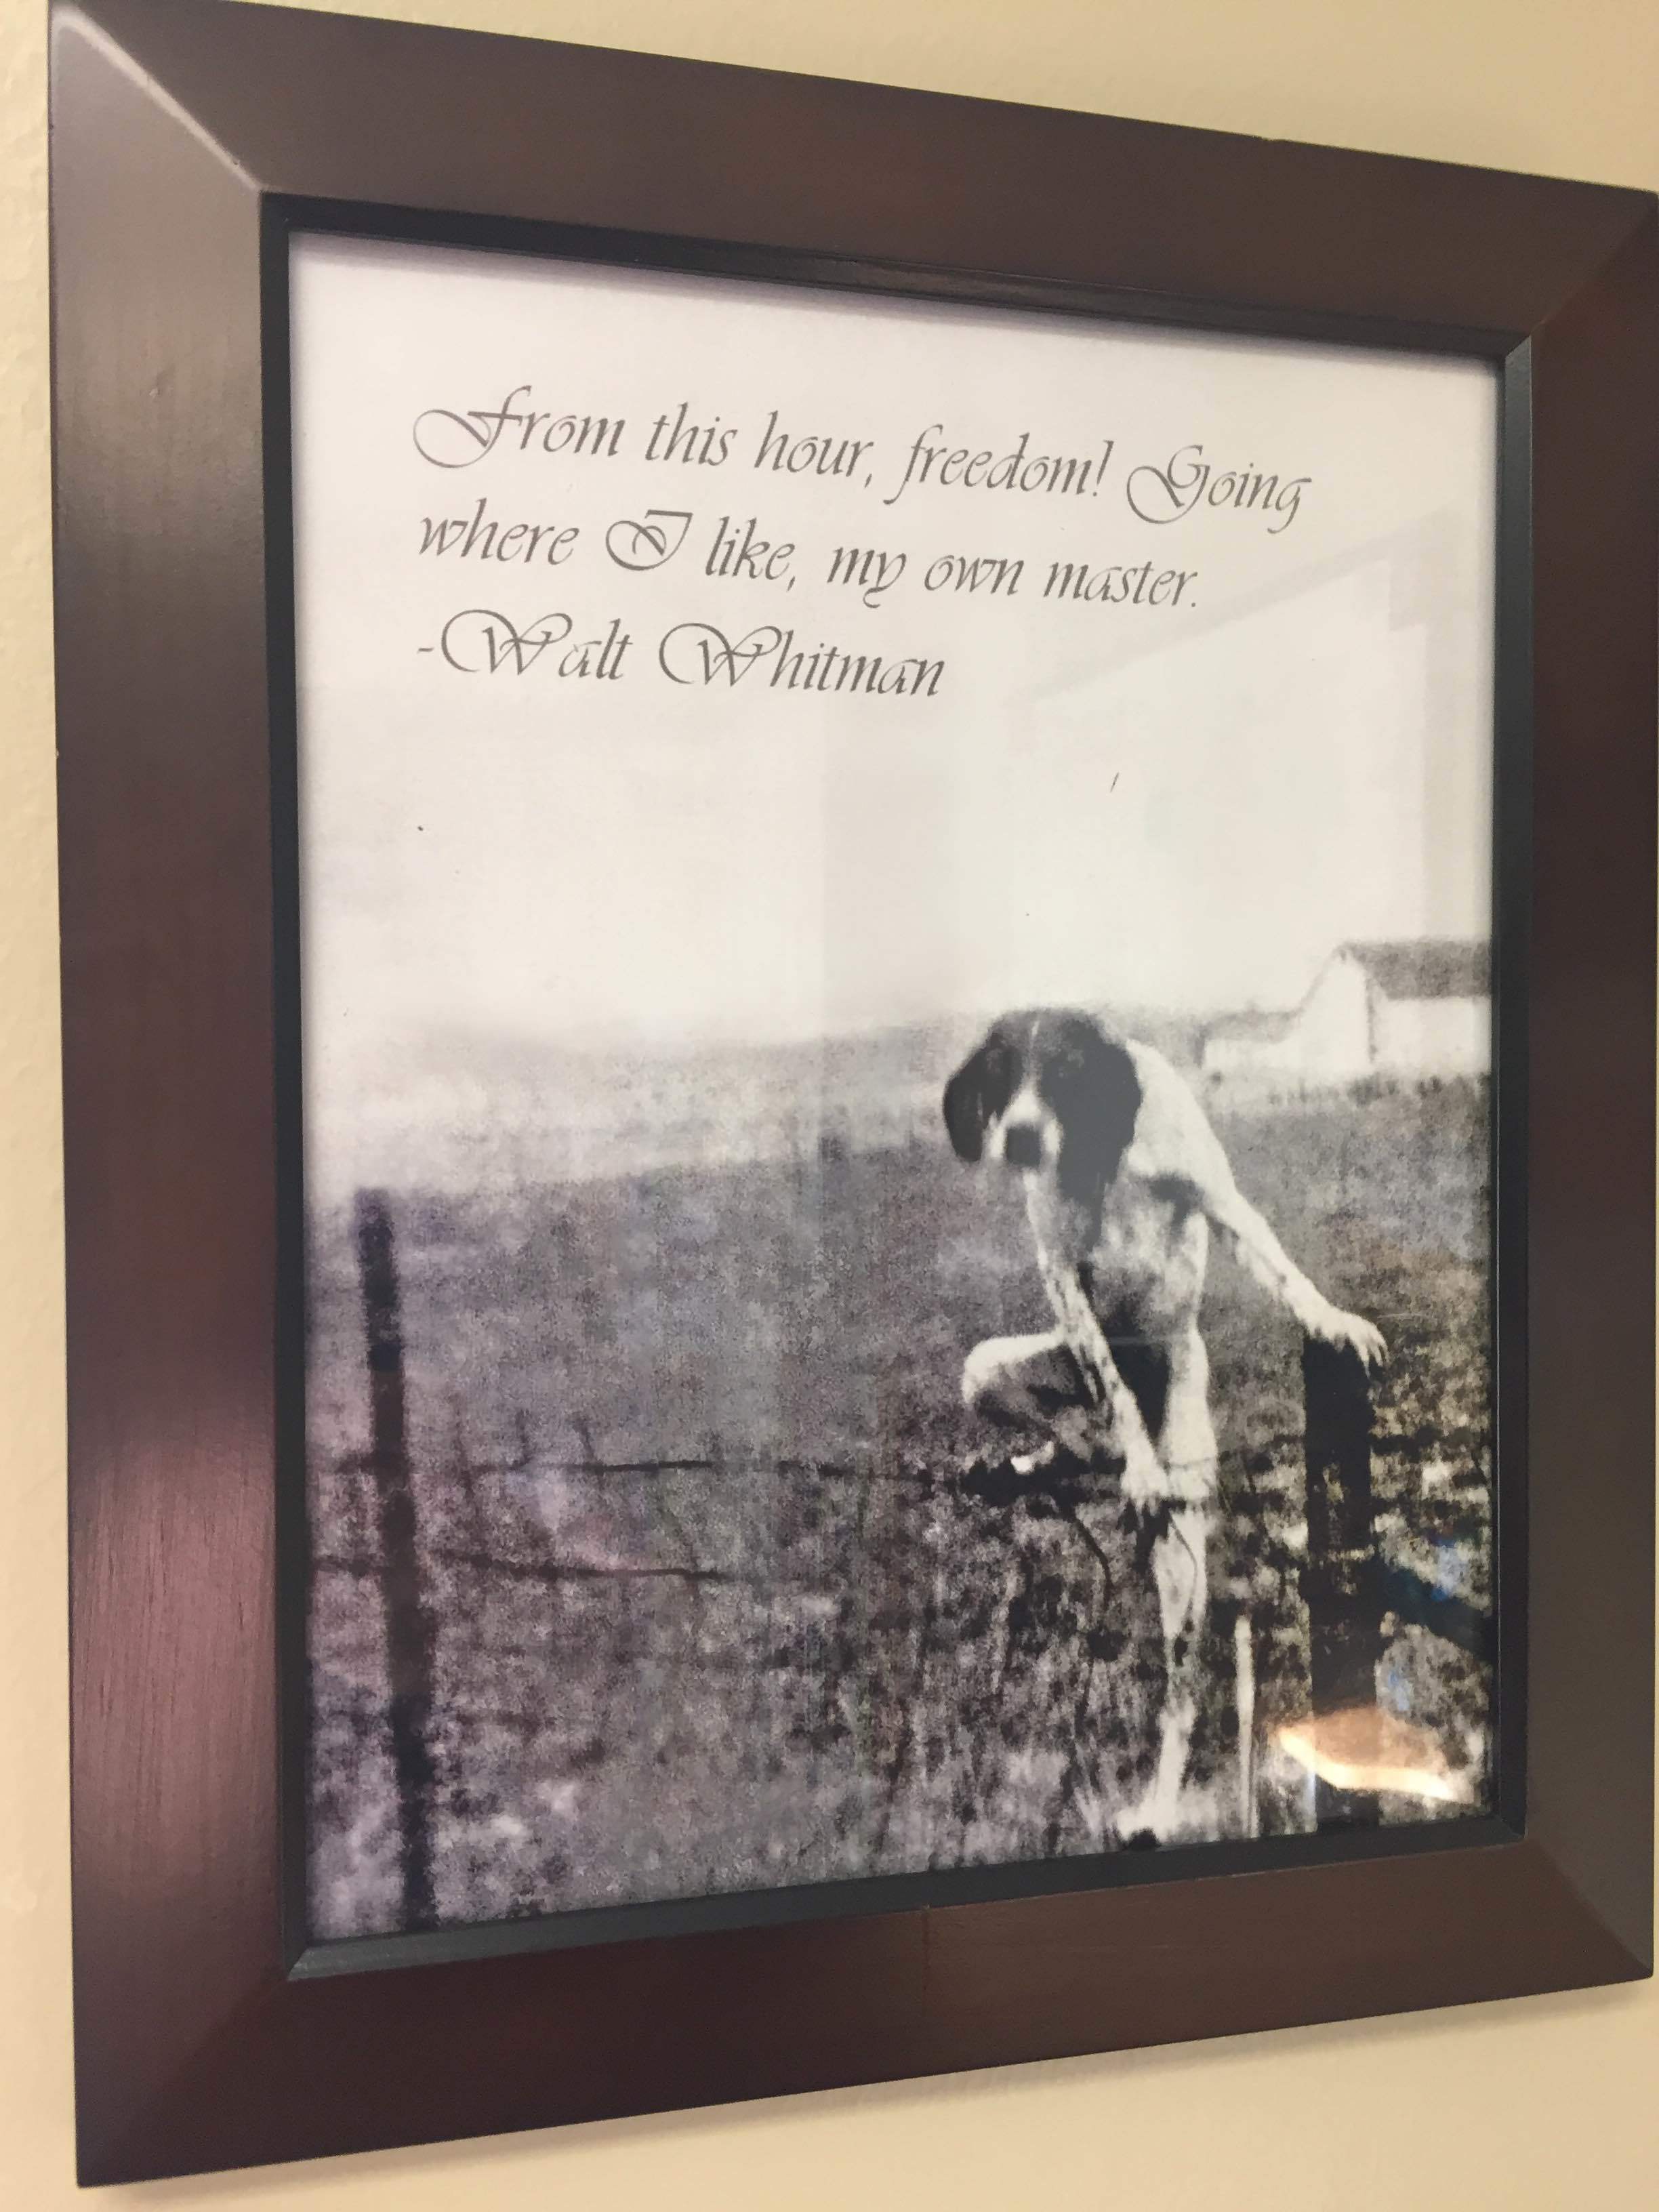 From this hour, freedom! Going
where I like, my own master.
-Walt Whitman